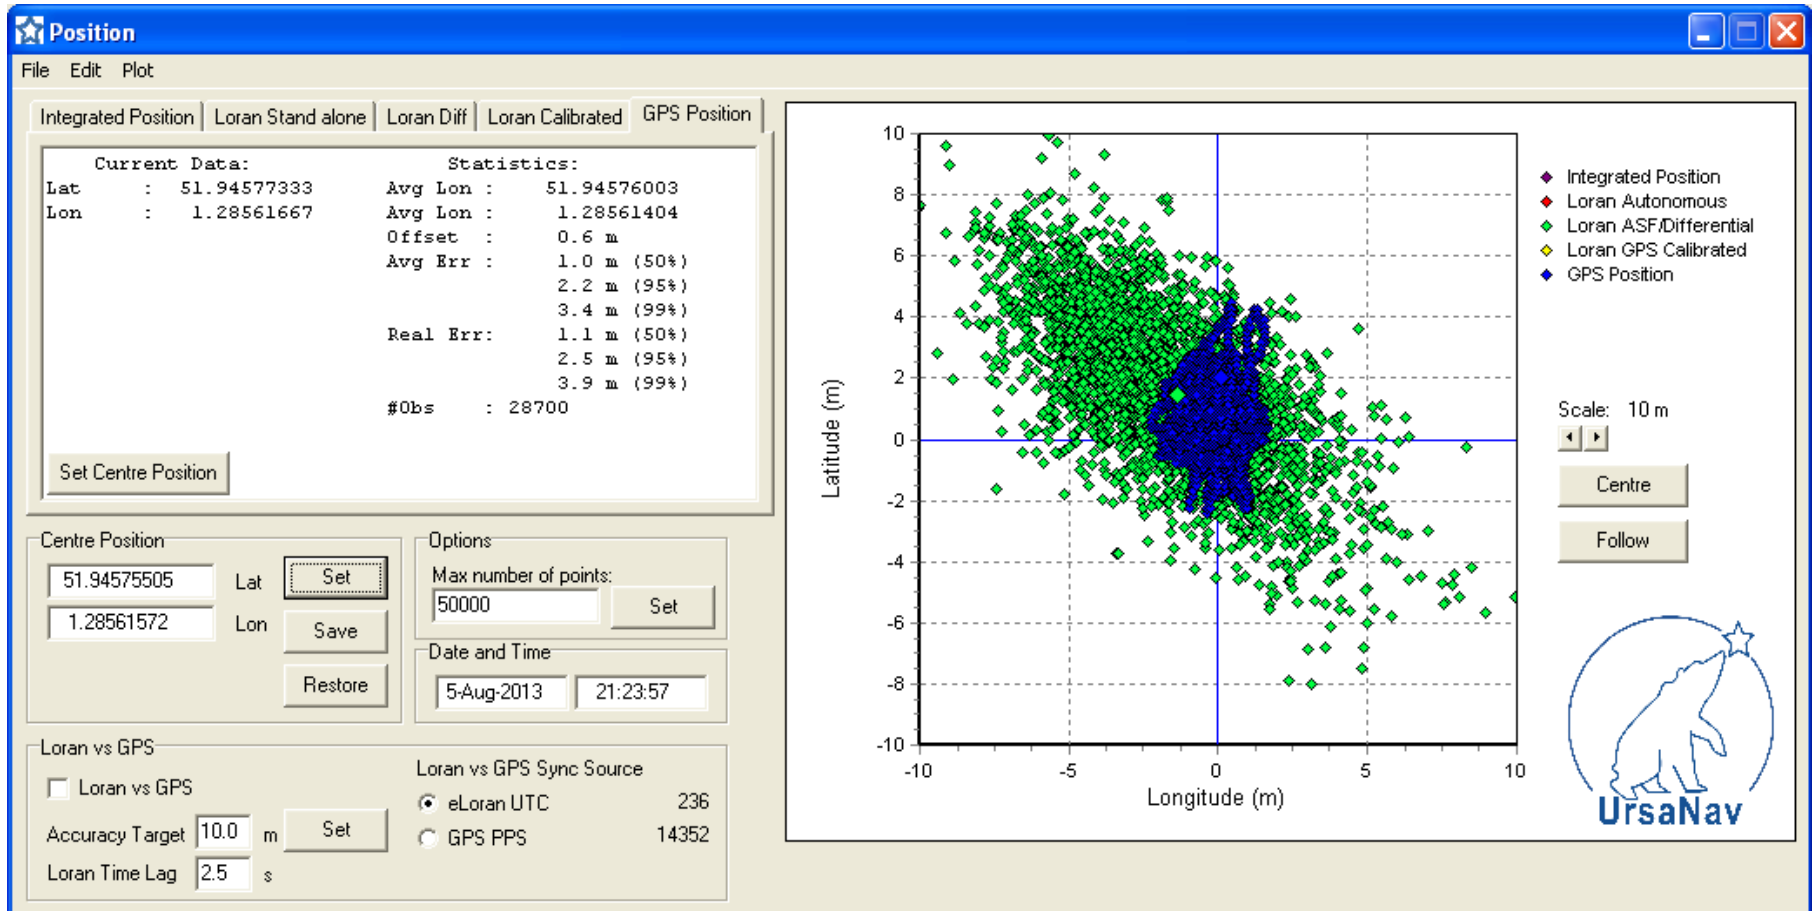 Position
File Edit Plot
Integrated Position Loran Stand alone Loran Diff Loran Calibrated GPS Position
Current Data: Statistics:
Lat : 51.94577333 Avg Lon : 51.94576003
Lon : 1.28561667 Avg Lon : 1.28561404
Offset : 0.6 m
Avg Err : 1.0 m (50%)
2.2 m (95%)
3.4 m (99%)
Real Err: 1.1 m (50%)
2.5 m (95%)
3.9 m (99%)
#Obs : 28700
Set Centre Position
Centre Position
51.94575505 Lat Set
1.28561572 Lon Save
Restore
Options
Max number of points:
50000 Set
Date and Time
5-Aug-2013 21:23:57
Loran vs GPS
Loran vs GPS
Accuracy Target 10.0 m Set
Loran Time Lag 2.5 s
Loran vs GPS Sync Source
eLoran UTC 236
GPS PPS 14352
Latitude (m)
10
8
6
4
2
0
-2
-4
-6
-8
-10
-10 -5 0 5 10
Longitude (m)
Integrated Position
Loran Autonomous
Loran ASF/Differential
Loran GPS Calibrated
GPS Position
Scale: 10 m
Centre
Follow
UrsaNav